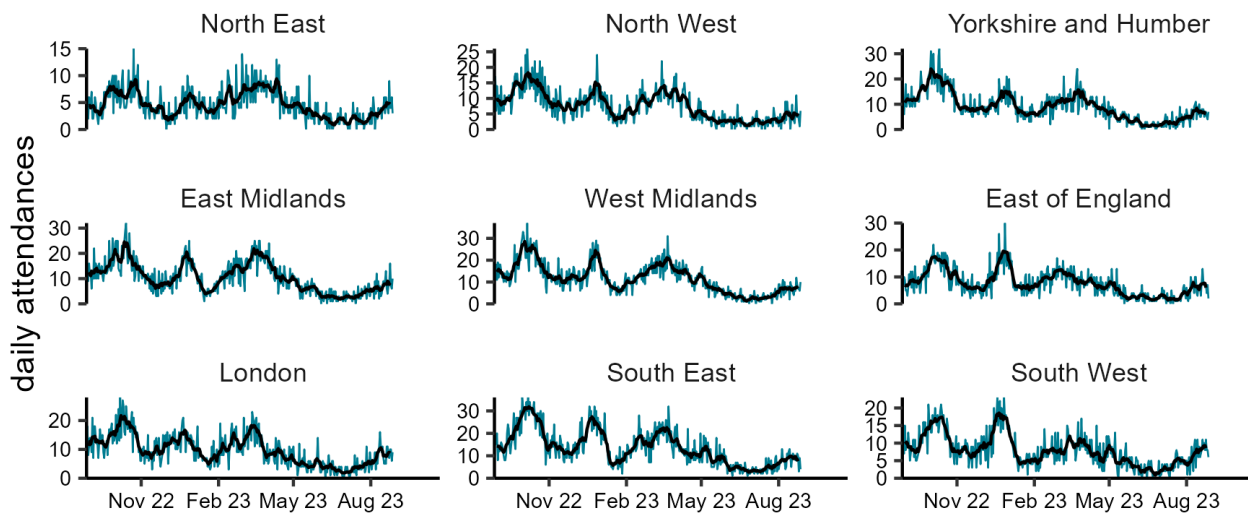 North East
North West
Yorkshire and Humber
15
10
5
0
25
20
15
10
5
0
30
20
10
0
East Midlands
West Midlands
East of England
30
20
10
0
30
20
10
0
30
20
10
0
daily attendances
London
South East
South West
20
10
0
30
20
10
0
20
15
10
5
0
Nov 22 Feb 23 May 23 Aug 23
Nov 22 Feb 23 May 23 Aug 23
Nov 22 Feb 23 May 23 Aug 23